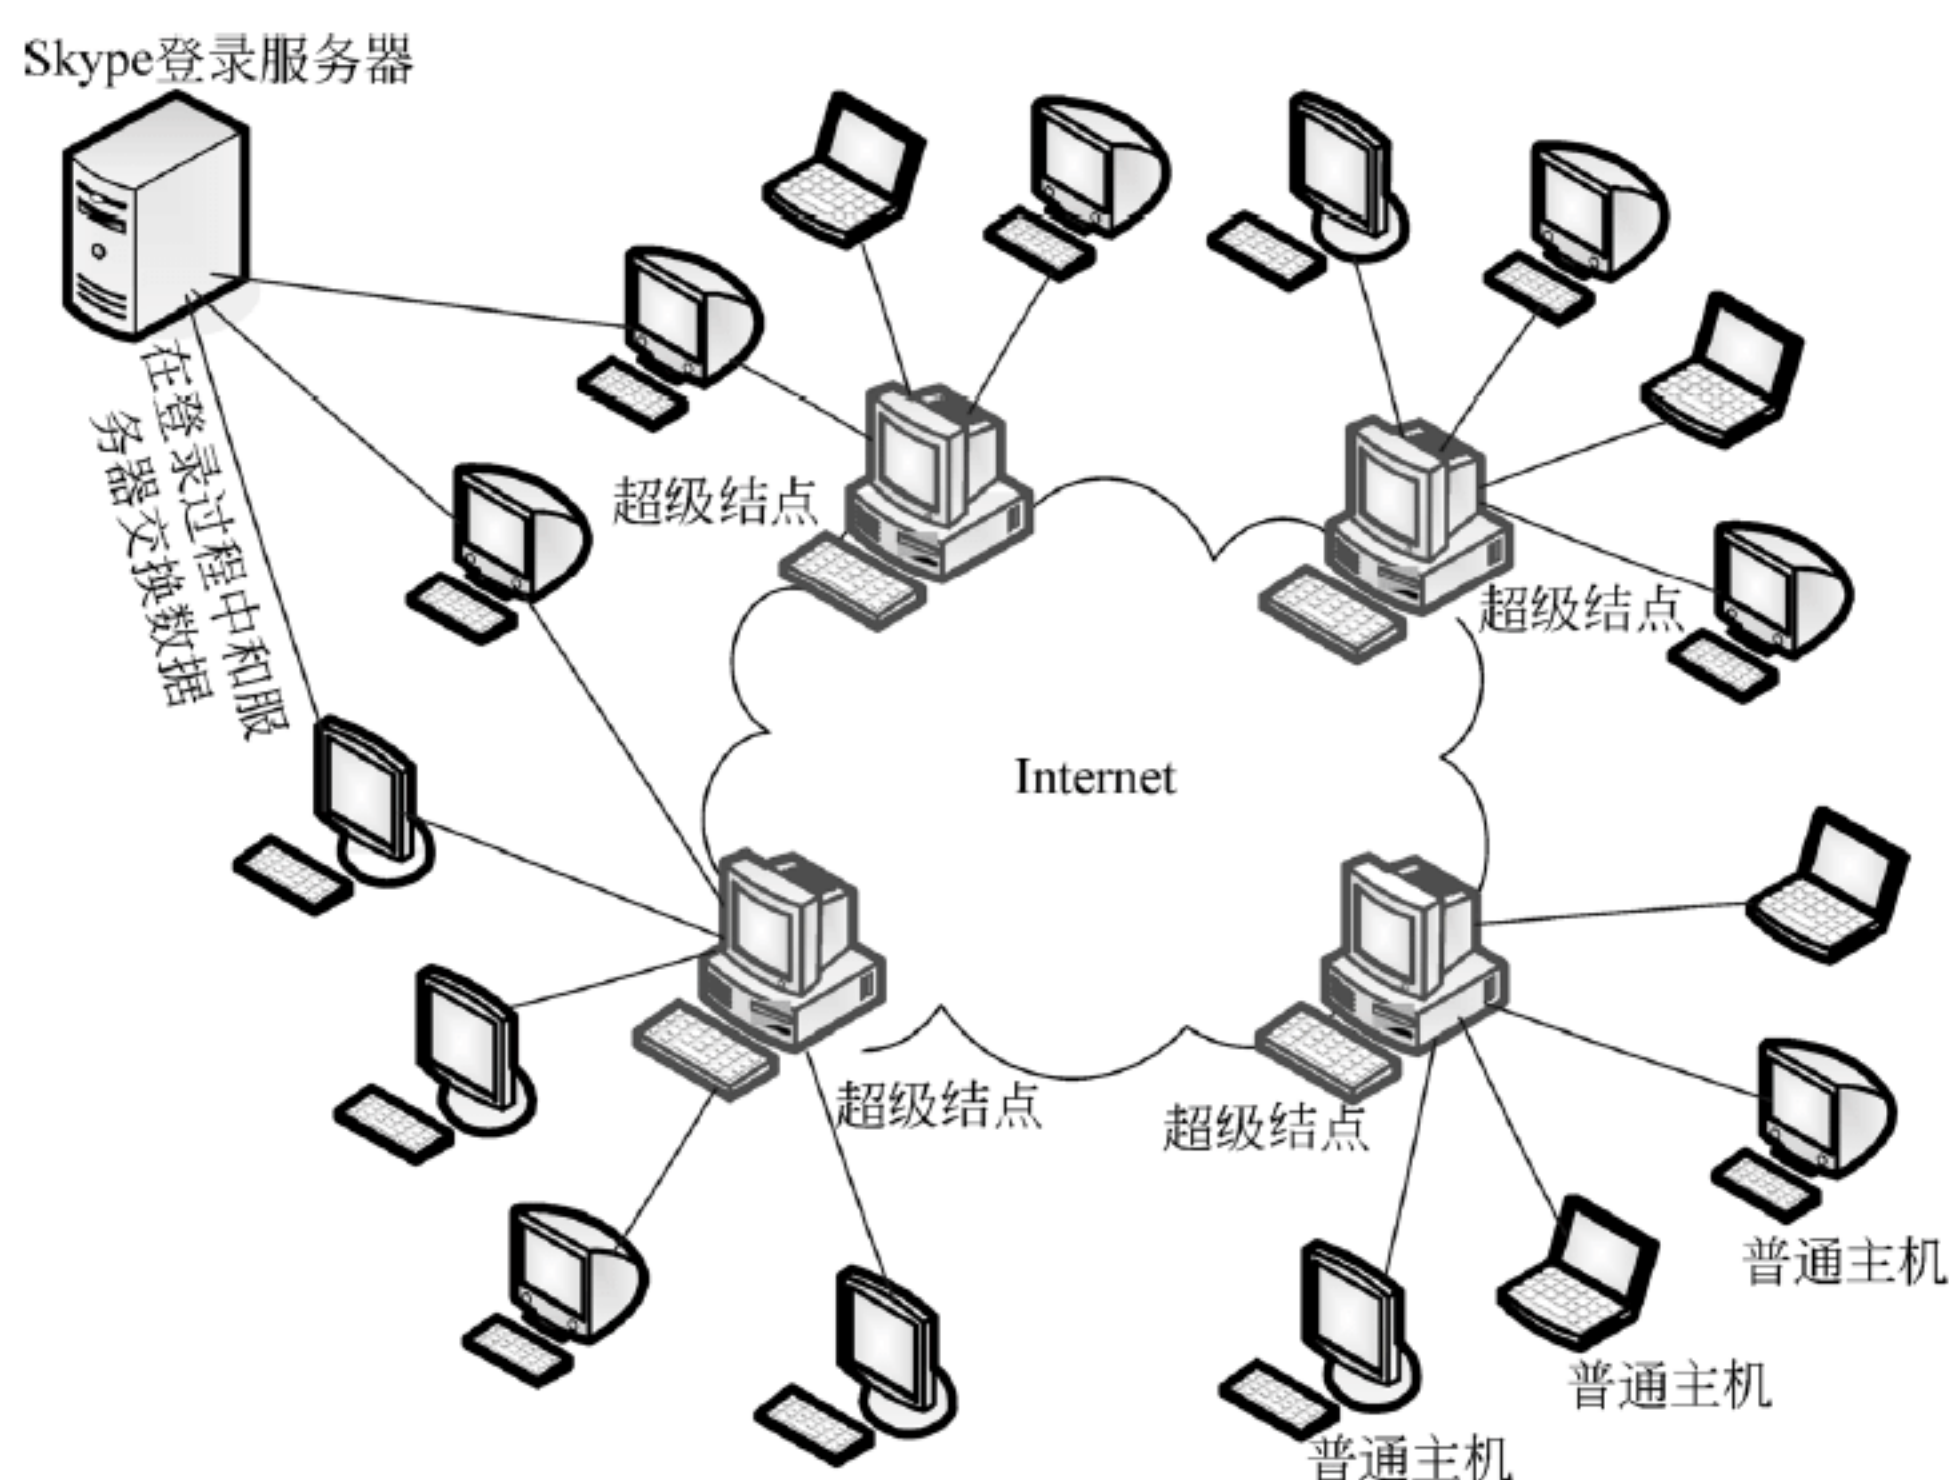 Skype登录服务器
在登录过程中和服
务器交换数据
超级结点
超级结点
Internet
超级结点
超级结点
普通主机
普通主机
普通主机